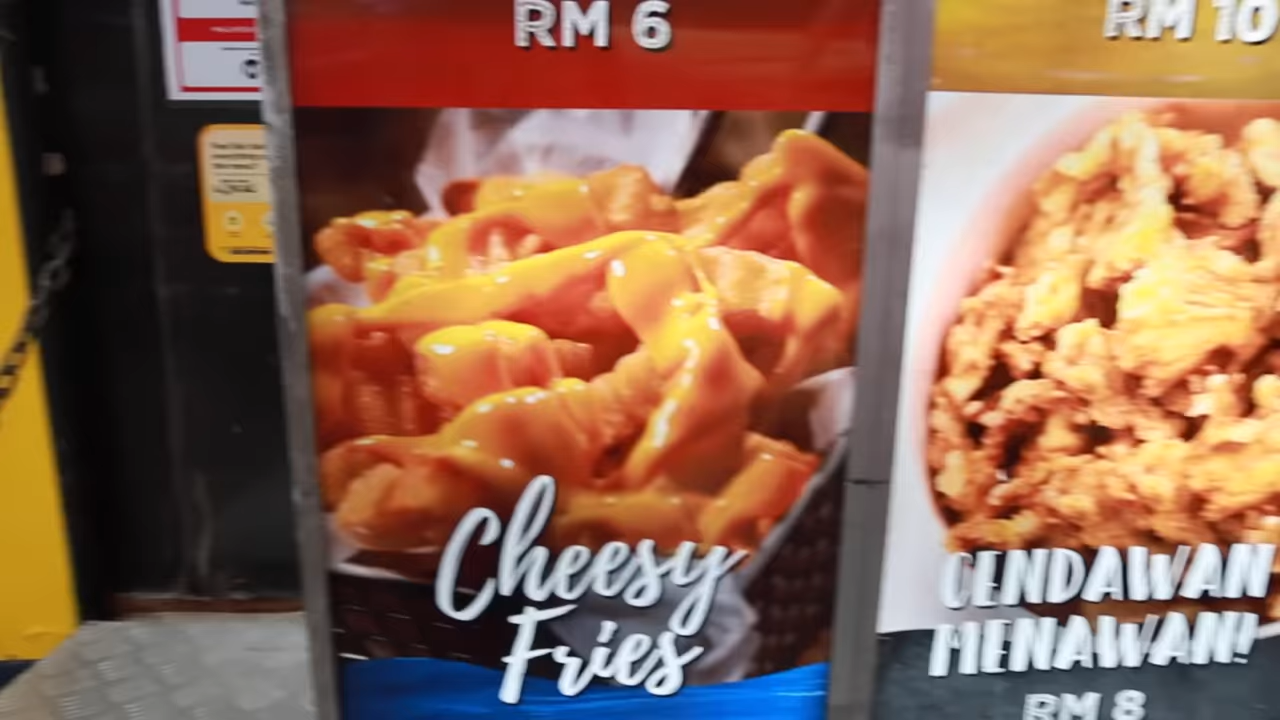 RM 6
Cheesy
Fries
RM 10
CENDAWAN
MENAWAN!
RM 8